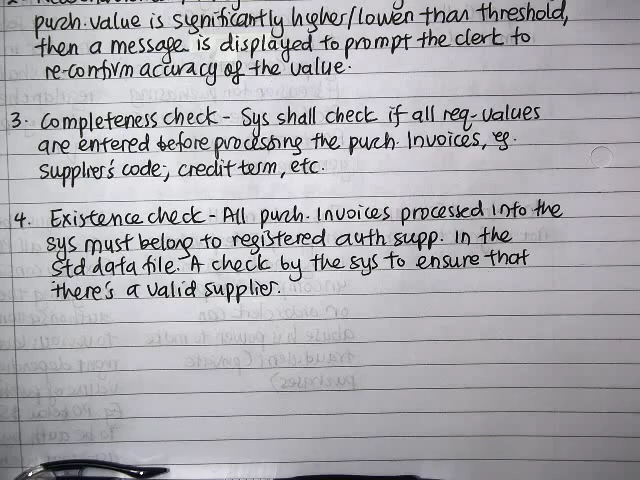 purch. value is significantly higher/lower than threshold,
then a message is displayed to prompt the clerk to
re-confirm accuracy of the value.
3. Completeness check - Sys shall check if all req. values
are entered before processing the purch. Invoices, eg.
supplier's code, credit term, etc.
4. Existence check - All purch. Invoices processed into the
sys must belong to registered auth supp. in the
std data file. A check by the sys to ensure that
there's a valid supplier.